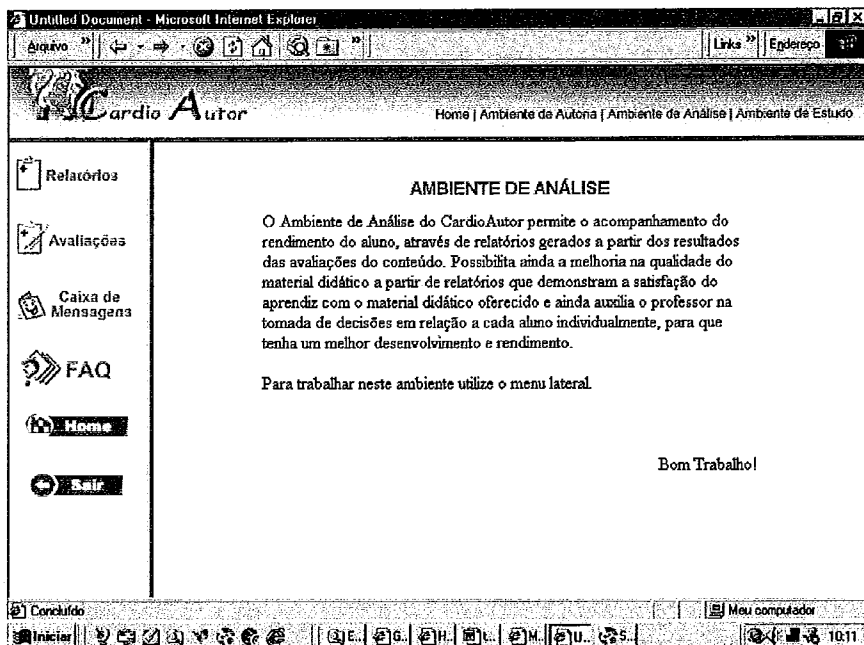 Untitled Document - Microsoft Internet Explorer
Arquivo Links Endereço
Cardio Autor
Home | Ambiente de Autoria | Ambiente de Análise | Ambiente de Estudo
Relatórios
Avaliações
Caixa de
Mensagens
FAQ
Home
Sair
AMBIENTE DE ANÁLISE
O Ambiente de Análise do CardioAutor permite o acompanhamento do
rendimento do aluno, através de relatórios gerados a partir dos resultados
das avaliações do conteúdo. Possibilita ainda a melhoria na qualidade do
material didático a partir de relatórios que demonstram a satisfação do
aprendiz com o material didático oferecido e ainda auxilia o professor na
tomada de decisões em relação a cada aluno individualmente, para que
tenha um melhor desenvolvimento e rendimento.
Para trabalhar neste ambiente utilize o menu lateral.
Bom Trabalho!
Concluído Meu computador
Iniciar 10:11